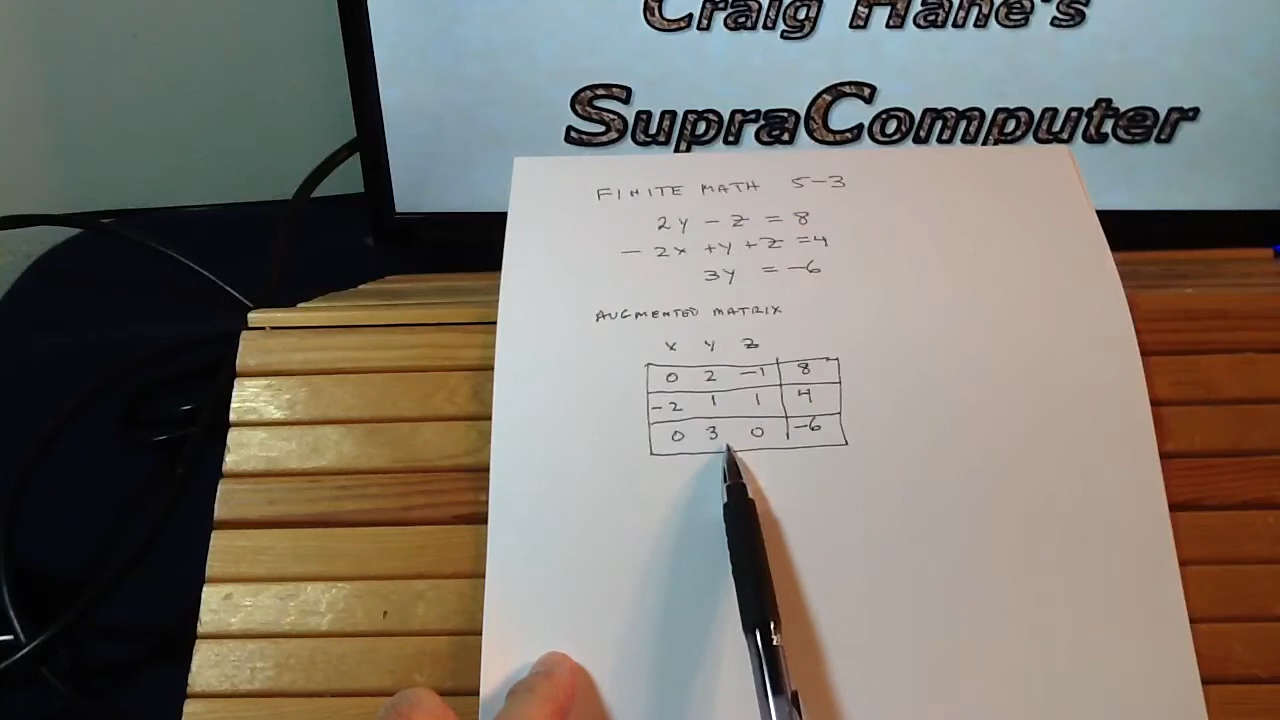 Craig Hane's
SupraComputer
FINITE MATH 5-3
2y - z = 8
- 2x + y + z = 4
3y = -6
AUGMENTED MATRIX
x y z
0 2 -1 8
-2 1 1 4
0 3 0 -6